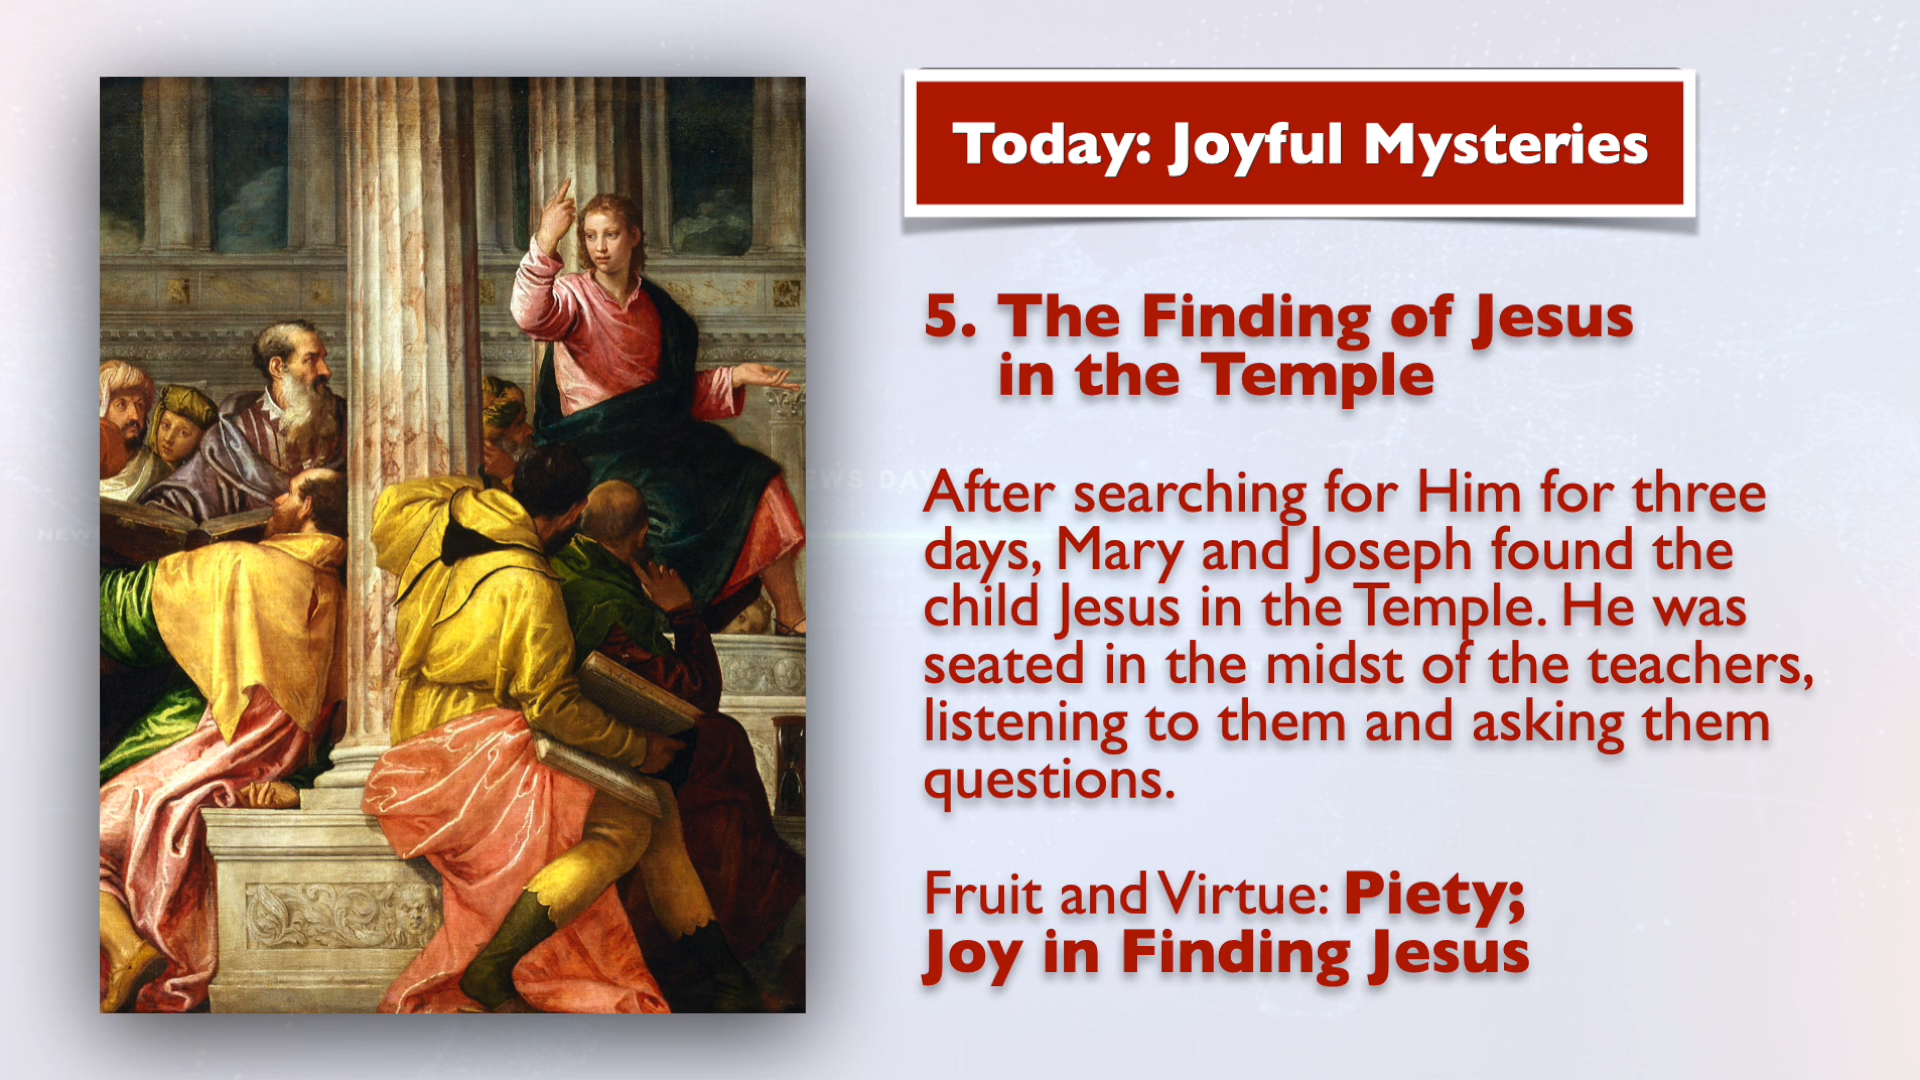 Today: Joyful Mysteries
5. The Finding of Jesus
in the Temple
After searching for Him for three
days, Mary and Joseph found the
child Jesus in the Temple. He was
seated in the midst of the teachers,
listening to them and asking them
questions.
Fruit and Virtue: Piety;
Joy in Finding Jesus